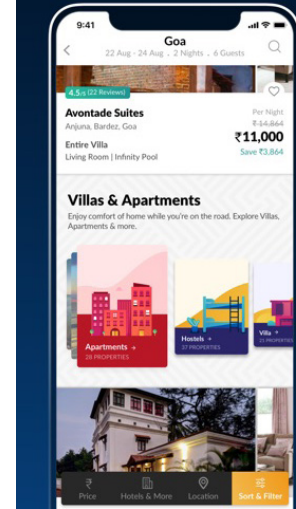 9:41
Goa
22 Aug - 24 Aug . 2 Nights . 6 Guests
4.5/5 (22 Reviews)
Avontade Suites
Anjuna, Bardez, Goa
Entire Villa
Living Room | Infinity Pool
Per Night
₹ 14,864
₹11,000
Save ₹3,864
Villas & Apartments
Enjoy comfort of home while you're on the road. Explore Villas,
Apartments & more.
Apartments →
28 PROPERTIES
Hostels →
37 PROPERTIES
Villa →
21 PROPERTIES
₹
Price
Hotels & More
Location
Sort & Filter